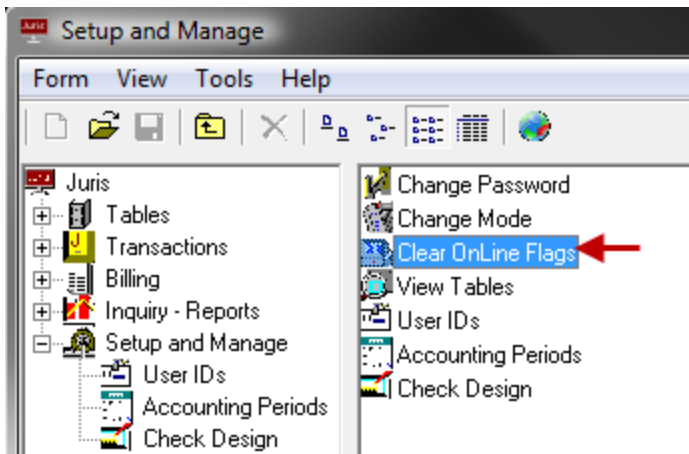 Setup and Manage
Form View Tools Help
Juris
Tables
Transactions
Billing
Inquiry - Reports
Setup and Manage
User IDs
Accounting Periods
Check Design
Change Password
Change Mode
Clear OnLine Flags
View Tables
User IDs
Accounting Periods
Check Design